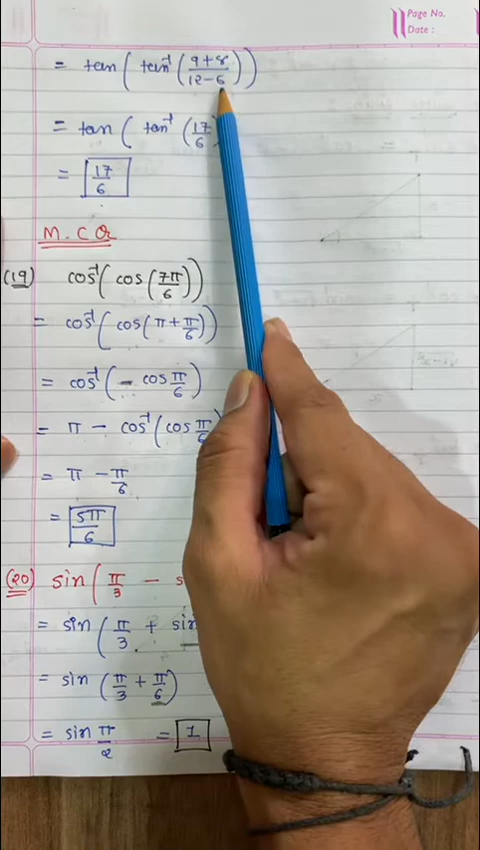 Page No.
Date :
= tan(tan⁻¹((9+8)/(12-6)))
= tan(tan⁻¹(17/6
= 17/6
M.C.Q
(19) cos⁻¹(cos(7π/6))
= cos⁻¹(cos(π+π/6))
= cos⁻¹(-cos π/6)
= π - cos⁻¹(cos π/6
= π - π/6
= 5π/6
(20) sin(π/3 - s
= sin(π/3 + sin
= sin(π/3 + π/6)
= sin π/2 = 1